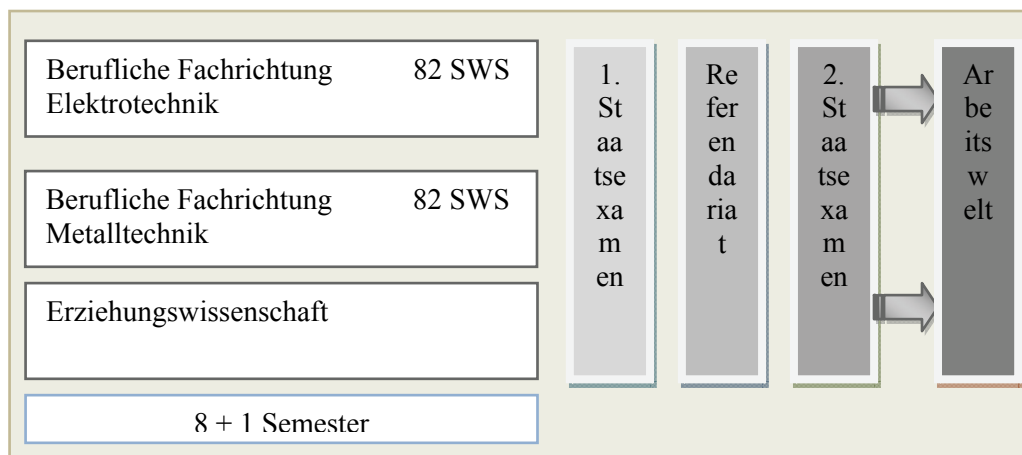 Berufliche Fachrichtung 82 SWS
Elektrotechnik
Berufliche Fachrichtung 82 SWS
Metalltechnik
Erziehungswissenschaft
8 + 1 Semester
1.
St
aa
tse
xa
m
en
Re
fer
en
da
ria
t
2.
St
aa
tse
xa
m
en
Ar
be
its
w
elt